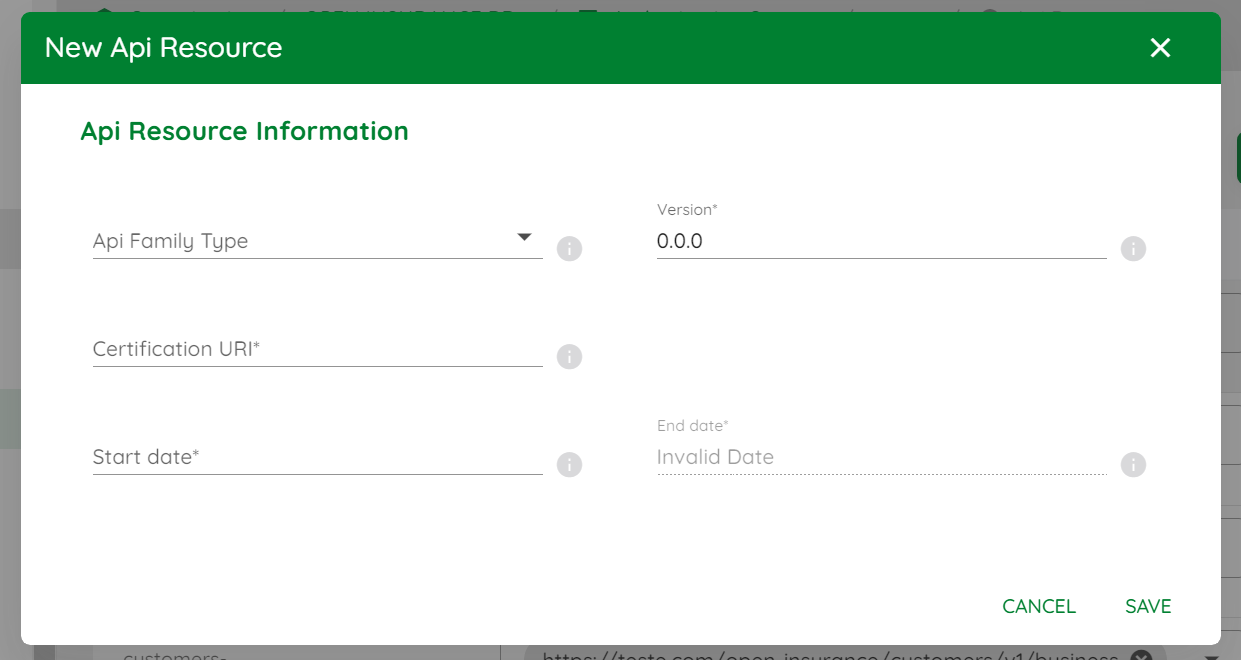 New Api Resource
Api Resource Information
Api Family Type
Version*
0.0.0
Certification URI*
Start date*
End date*
Invalid Date
CANCEL
SAVE
customers-
https://teste.com/open-insurance/customers/v1/business